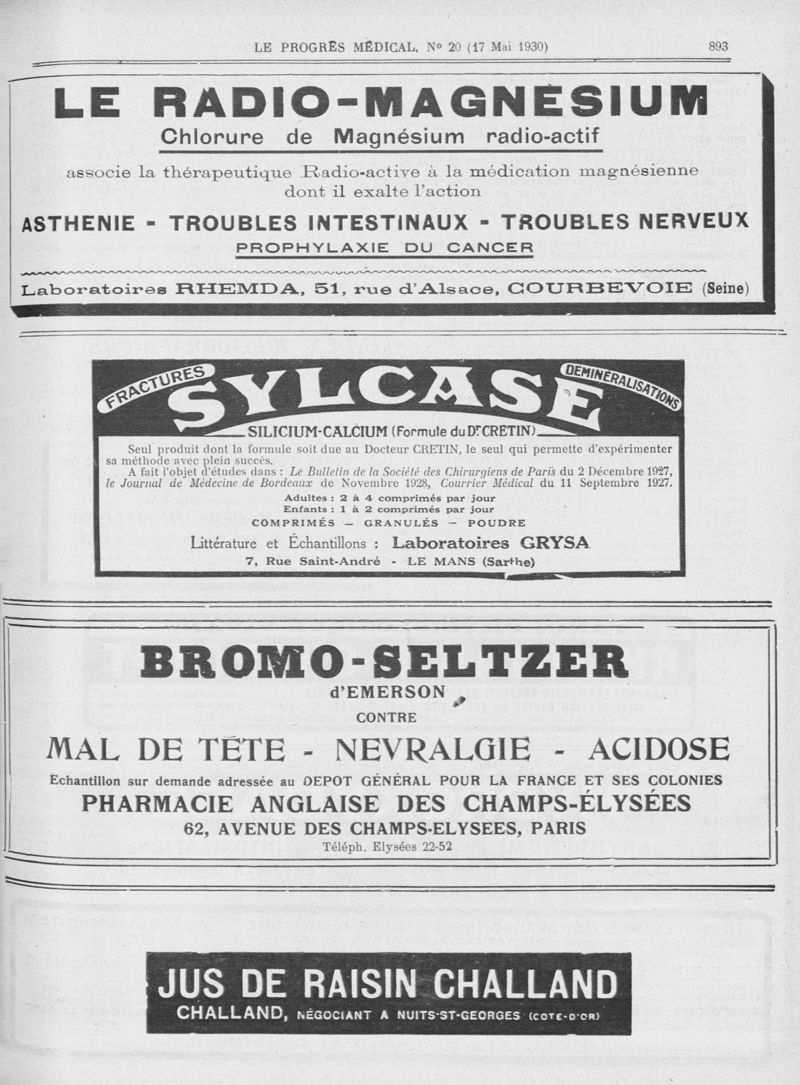 LE PROGRÈS MÉDICAL, Nº 20 (17 Mai 1930) 893
LE RADIO-MAGNÉSIUM
Chlorure de Magnésium radio-actif
associe la thérapeutique Radio-active à la médication magnésienne
dont il exalte l'action
ASTHENIE - TROUBLES INTESTINAUX - TROUBLES NERVEUX
PROPHYLAXIE DU CANCER
Laboratoires RHEMDA, 51, rue d'Alsace, COURBEVOIE (Seine)
FRACTURES SYLCASE DEMINÉRALISATIONS
SILICIUM-CALCIUM (Formule du Dr. CRETIN)
Seul produit dont la formule soit due au Docteur CRETIN, le seul qui permette d'expérimenter
sa méthode avec plein succès.
A fait l'objet d'études dans : Le Bulletin de la Société des Chirurgiens de Paris du 2 Décembre 1927,
le Journal de Médecine de Bordeaux de Novembre 1928, Courrier Médical du 11 Septembre 1927.
Adultes : 2 à 4 comprimés par jour
Enfants : 1 à 2 comprimés par jour
COMPRIMÉS — GRANULÉS — POUDRE
Littérature et Échantillons : Laboratoires GRYSA
7, Rue Saint-André - LE MANS (Sarthe)
BROMO-SELTZER
d'EMERSON
CONTRE
MAL DE TÊTE - NEVRALGIE - ACIDOSE
Echantillon sur demande adressée au DEPOT GÉNÉRAL POUR LA FRANCE ET SES COLONIES
PHARMACIE ANGLAISE DES CHAMPS-ÉLYSÉES
62, AVENUE DES CHAMPS-ELYSEES, PARIS
Téléph. Elysées 22-52
JUS DE RAISIN CHALLAND
CHALLAND, NÉGOCIANT A NUITS-ST-GEORGES (COTE-D'OR)